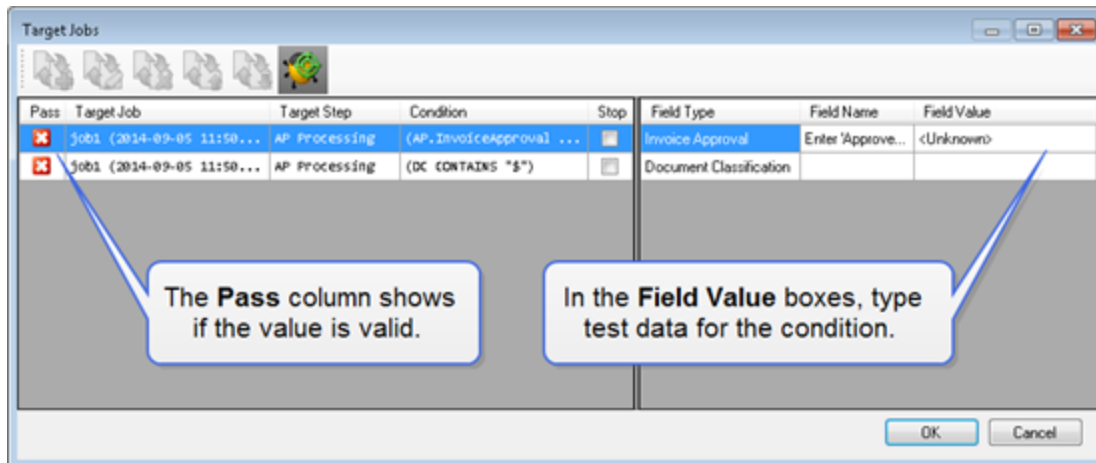 Target Jobs
Pass Target Job Target Step Condition Stop Field Type Field Name Field Value
job1 (2014-09-05 11:50... AP Processing (AP.InvoiceApproval ... Invoice Approval Enter 'Approve... <Unknown>
job1 (2014-09-05 11:50... AP Processing (DC CONTAINS "$") Document Classification
The Pass column shows
if the value is valid.
In the Field Value boxes, type
test data for the condition.
OK Cancel